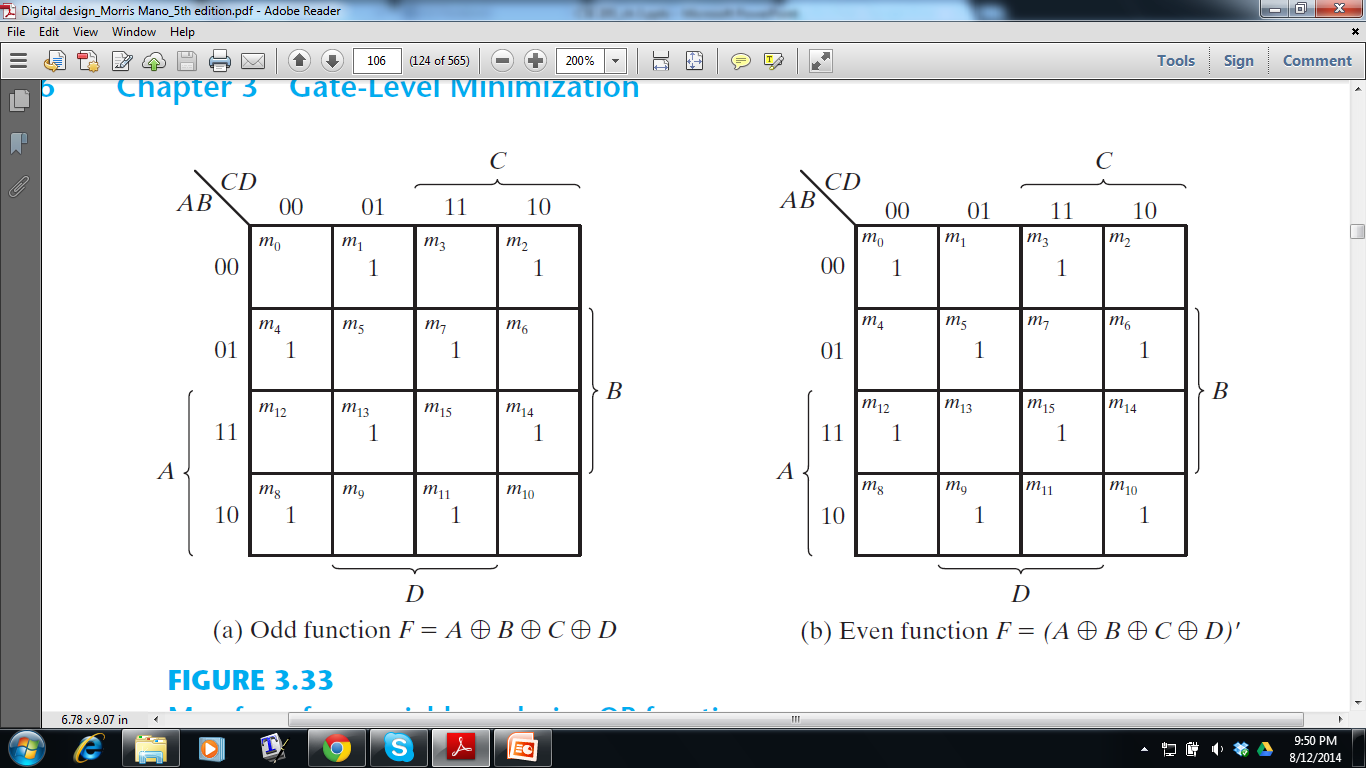 Digital design_Morris Mano_5th edition.pdf - Adobe Reader
File Edit View Window Help
106 (124 of 565) 200% Tools Sign Comment
6 Chapter 3 Gate-Level Minimization
C
CD
AB
00 01 11 10
00 m0 m1 1 m3 m2 1
01 m4 1 m5 m7 1 m6
11 m12 m13 1 m15 m14 1
10 m8 1 m9 m11 1 m10
A
B
D
(a) Odd function F = A ⊕ B ⊕ C ⊕ D
C
CD
AB
00 01 11 10
00 m0 1 m1 m3 1 m2
01 m4 m5 1 m7 m6 1
11 m12 1 m13 m15 1 m14
10 m8 m9 1 m11 m10 1
A
B
D
(b) Even function F = (A ⊕ B ⊕ C ⊕ D)′
FIGURE 3.33
6.78 x 9.07 in
9:50 PM
8/12/2014